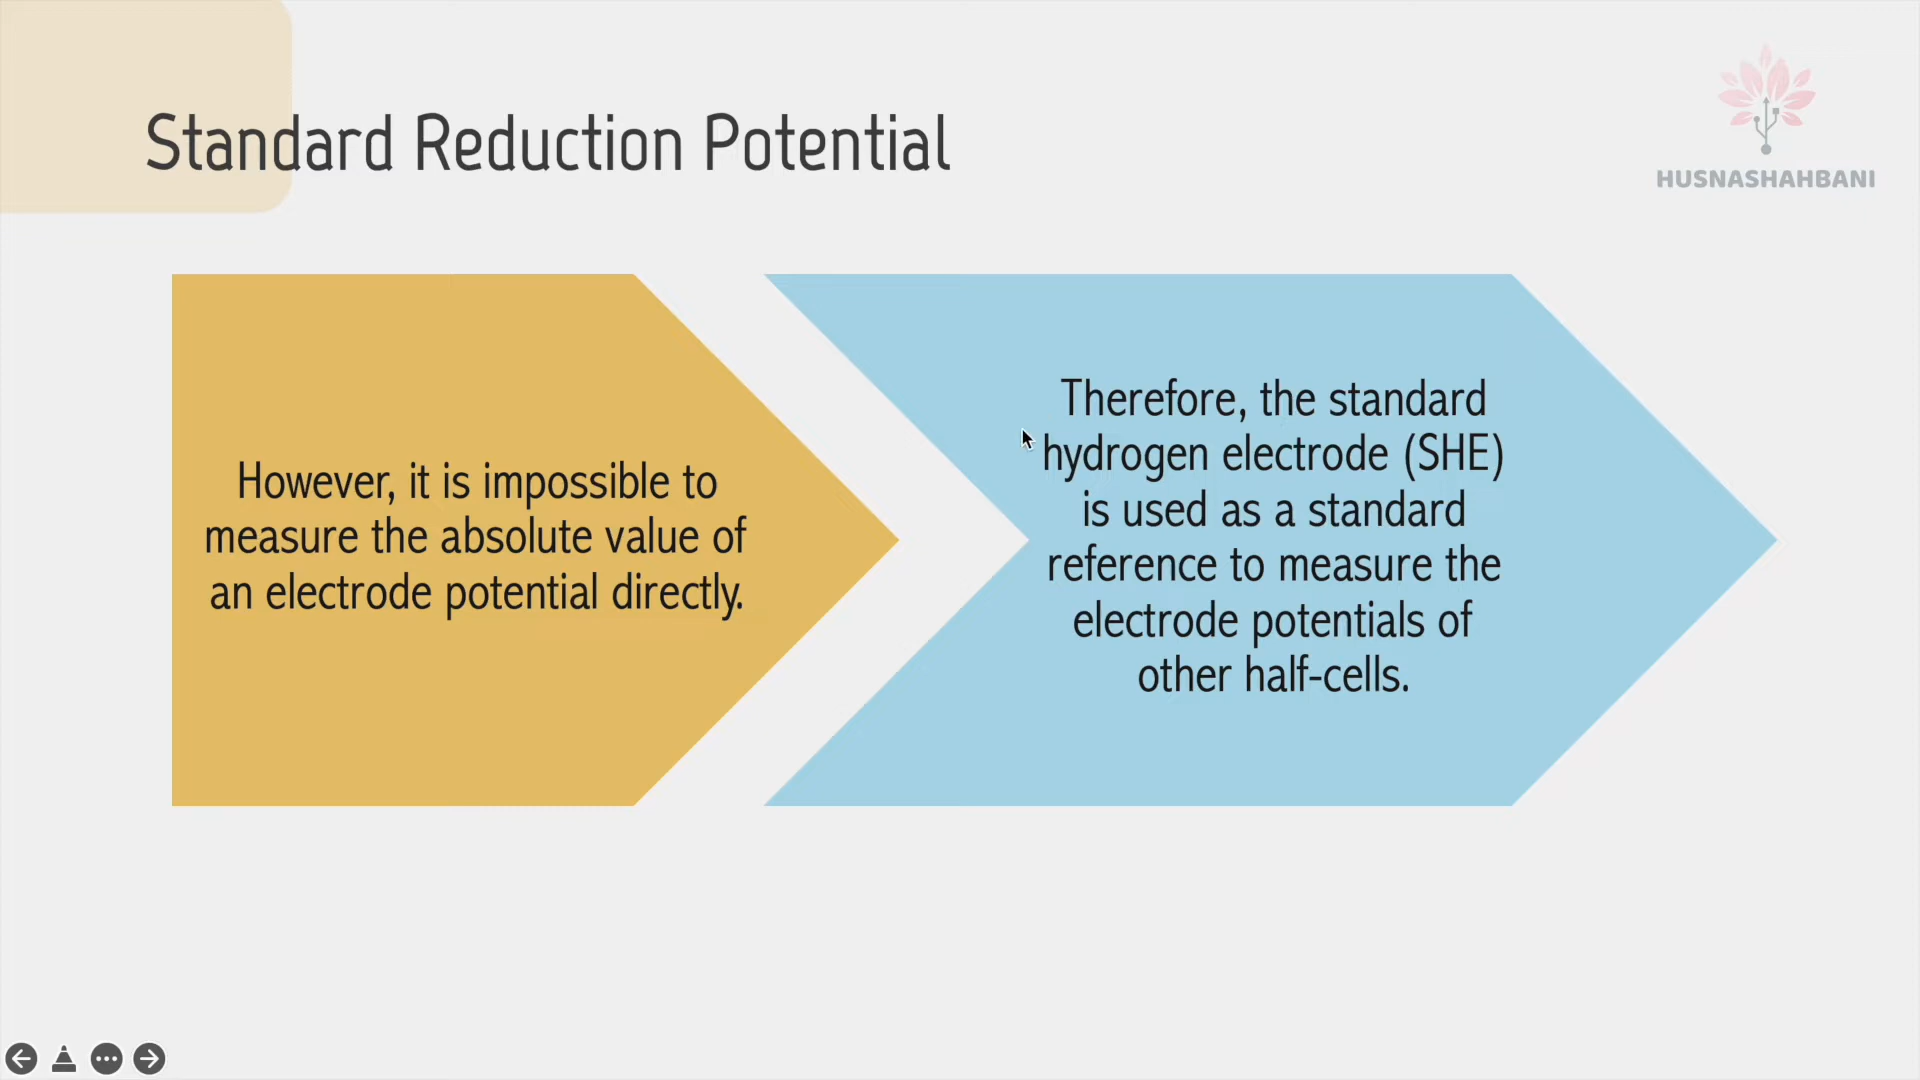 Standard Reduction Potential
HUSNASHAHBANI
However, it is impossible to
measure the absolute value of
an electrode potential directly.
Therefore, the standard
hydrogen electrode (SHE)
is used as a standard
reference to measure the
electrode potentials of
other half-cells.